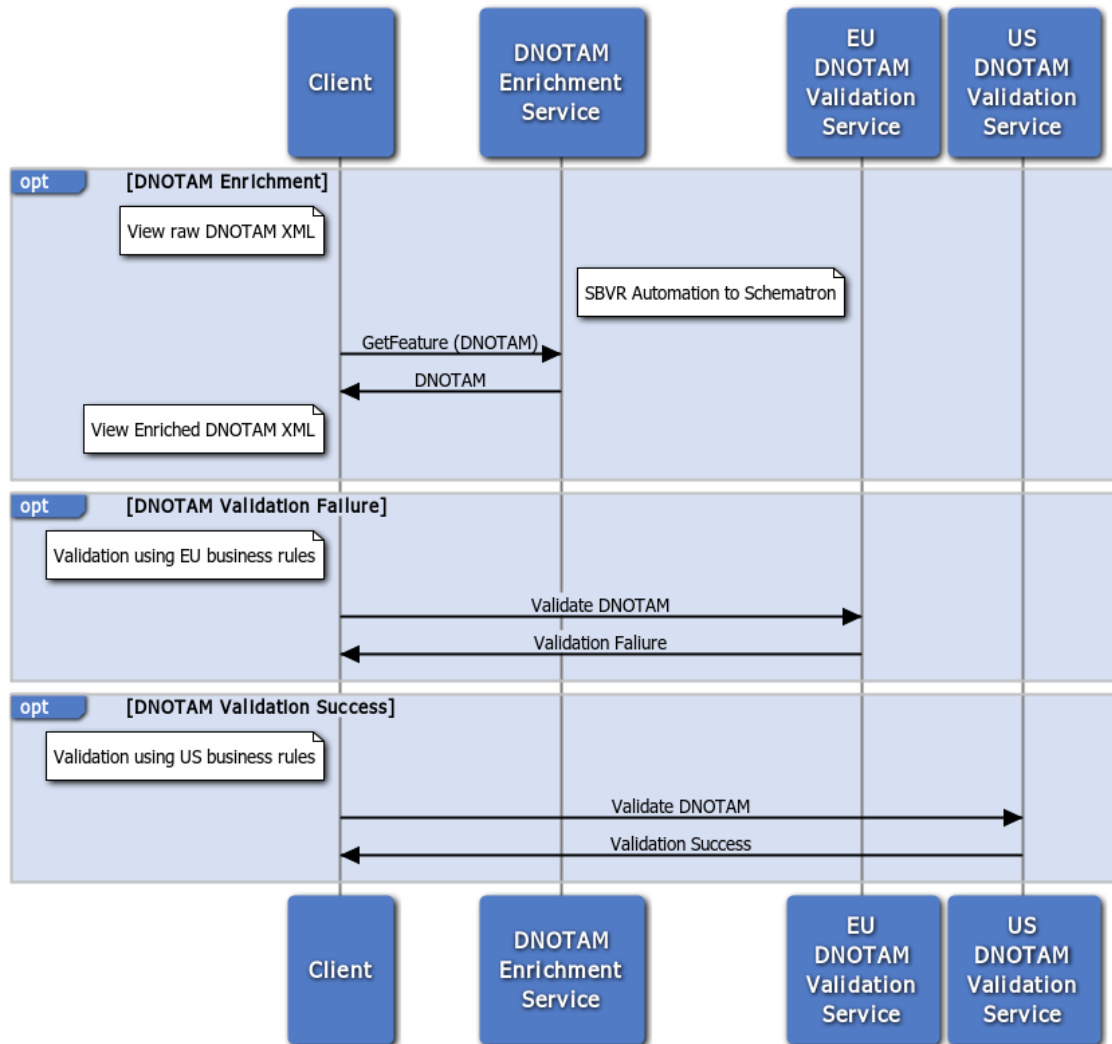 Client
DNOTAM
Enrichment
Service
EU
DNOTAM
Validation
Service
US
DNOTAM
Validation
Service
opt
[DNOTAM Enrichment]
View raw DNOTAM XML
SBVR Automation to Schematron
GetFeature (DNOTAM)
DNOTAM
View Enriched DNOTAM XML
opt
[DNOTAM Validation Failure]
Validation using EU business rules
Validate DNOTAM
Validation Faliure
opt
[DNOTAM Validation Success]
Validation using US business rules
Validate DNOTAM
Validation Success
Client
DNOTAM
Enrichment
Service
EU
DNOTAM
Validation
Service
US
DNOTAM
Validation
Service